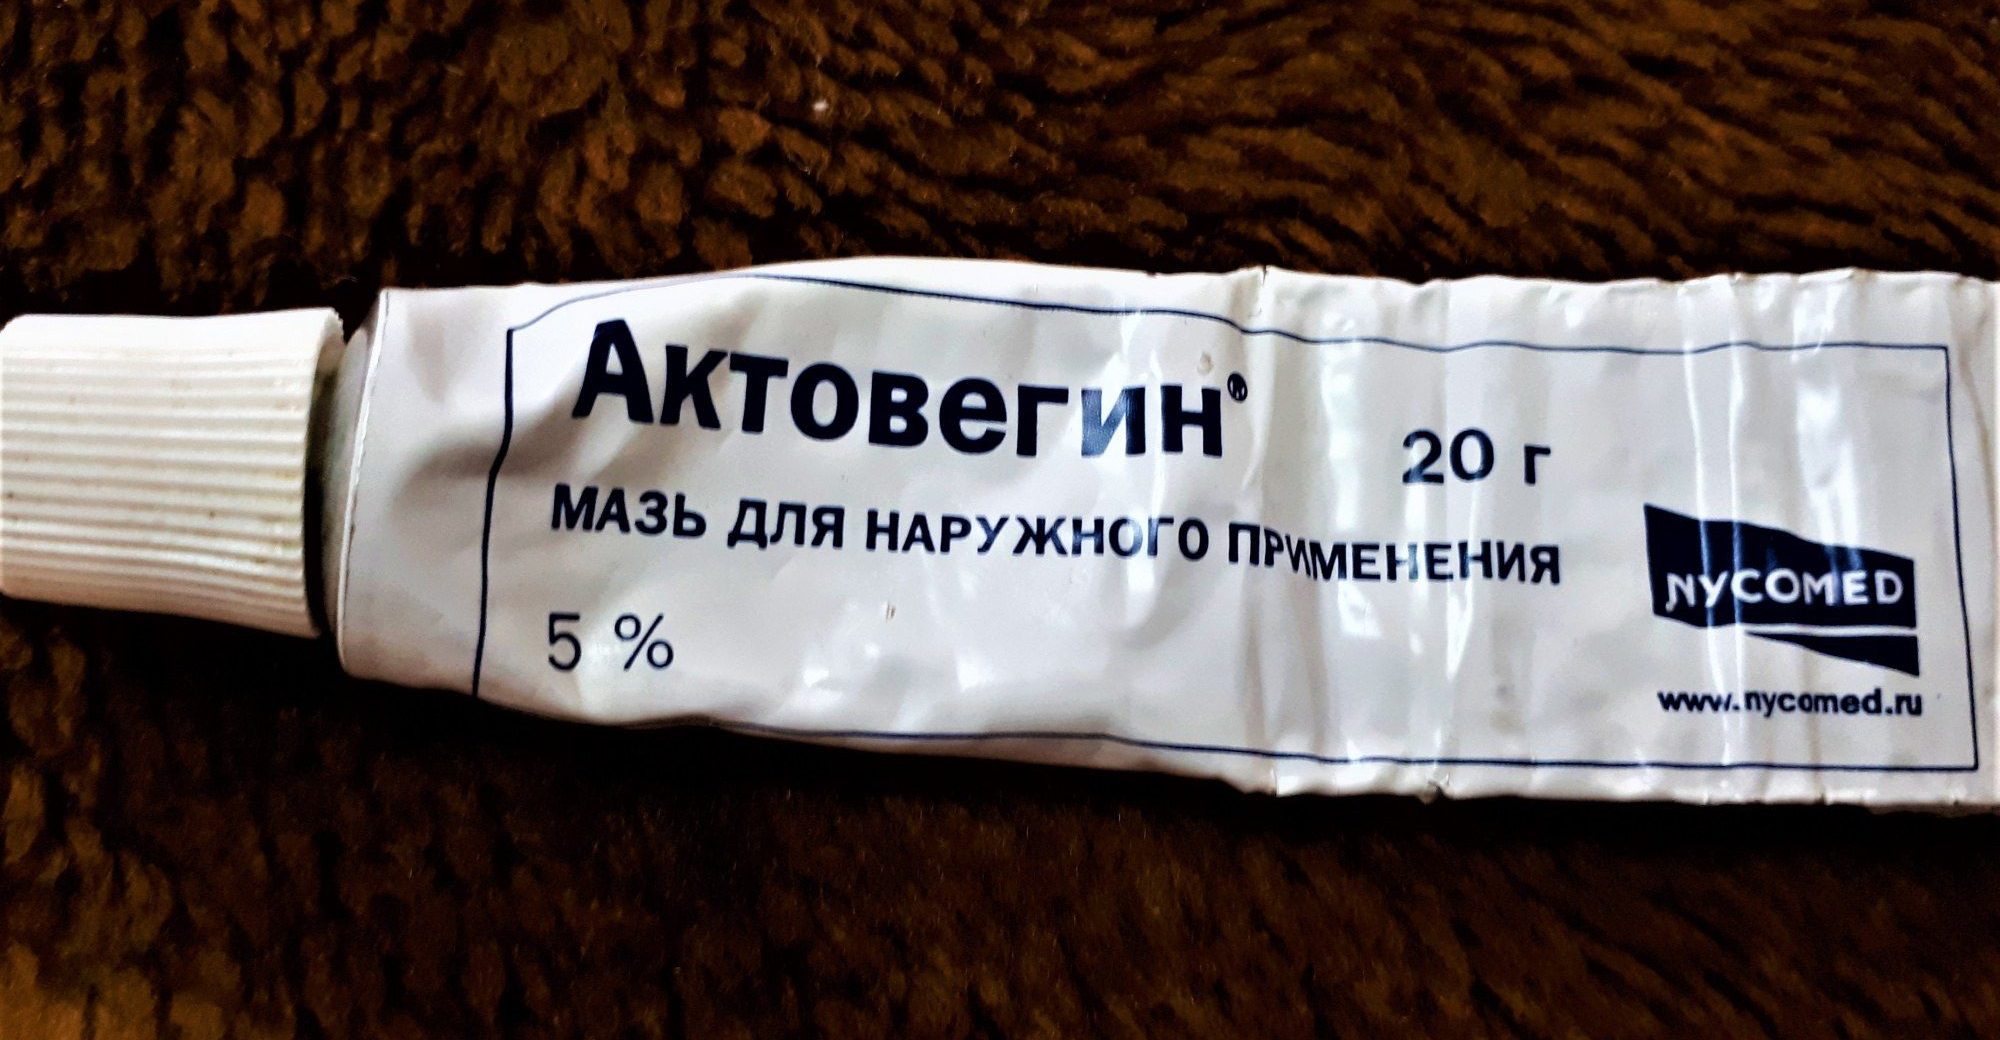 Актовегин®
20 г
МАЗЬ ДЛЯ НАРУЖНОГО ПРИМЕНЕНИЯ
5 %
NYCOMED
www.nycomed.ru